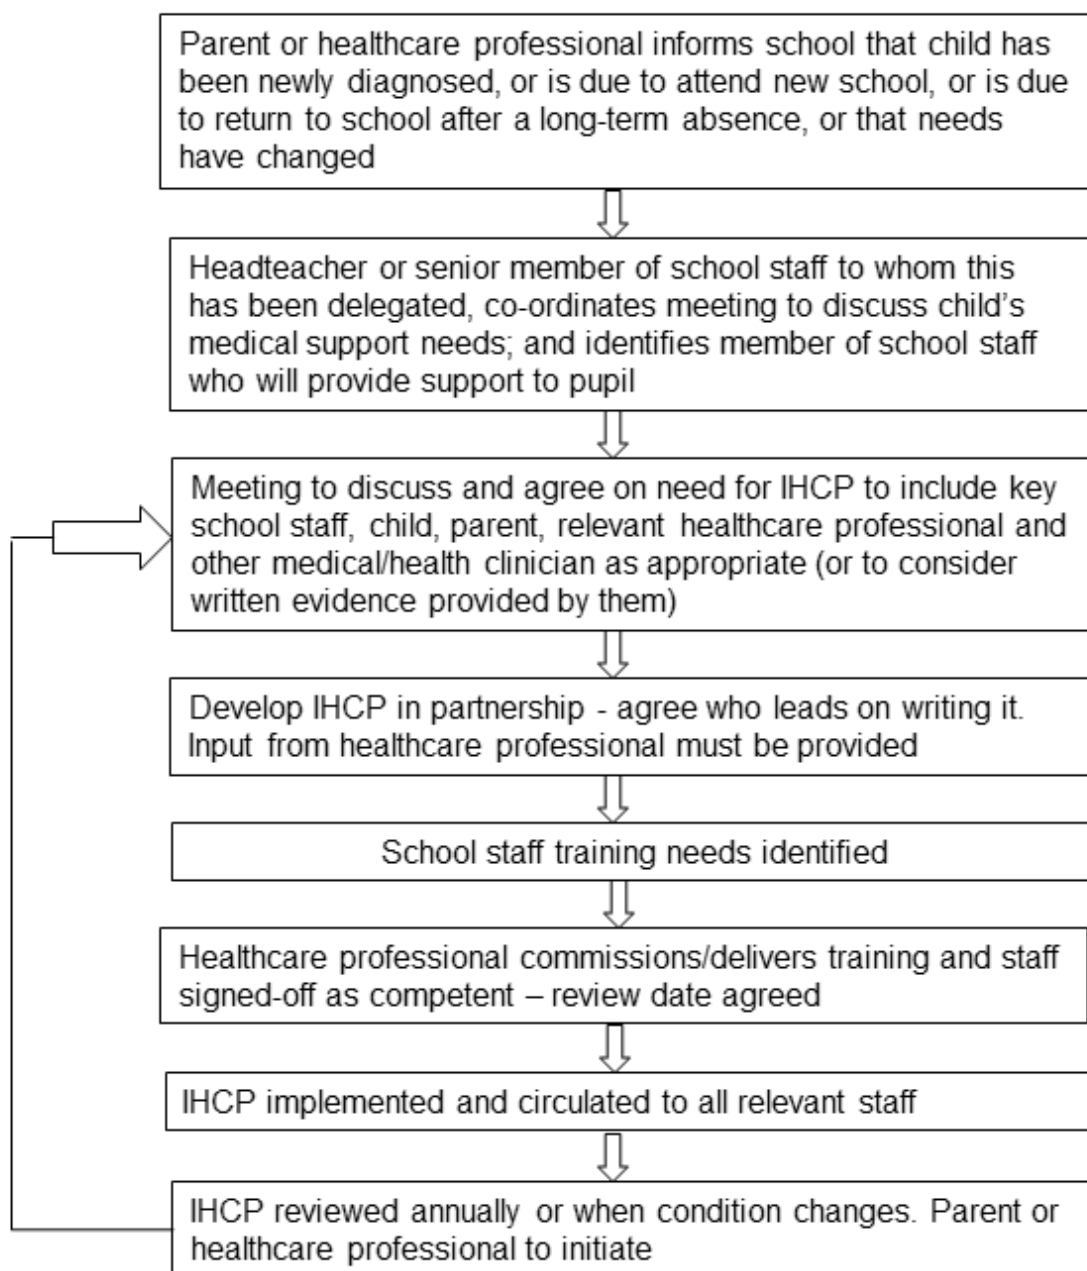 Parent or healthcare professional informs school that child has
been newly diagnosed, or is due to attend new school, or is due
to return to school after a long-term absence, or that needs
have changed
Headteacher or senior member of school staff to whom this
has been delegated, co-ordinates meeting to discuss child's
medical support needs; and identifies member of school staff
who will provide support to pupil
Meeting to discuss and agree on need for IHCP to include key
school staff, child, parent, relevant healthcare professional and
other medical/health clinician as appropriate (or to consider
written evidence provided by them)
Develop IHCP in partnership - agree who leads on writing it.
Input from healthcare professional must be provided
School staff training needs identified
Healthcare professional commissions/delivers training and staff
signed-off as competent – review date agreed
IHCP implemented and circulated to all relevant staff
IHCP reviewed annually or when condition changes. Parent or
healthcare professional to initiate